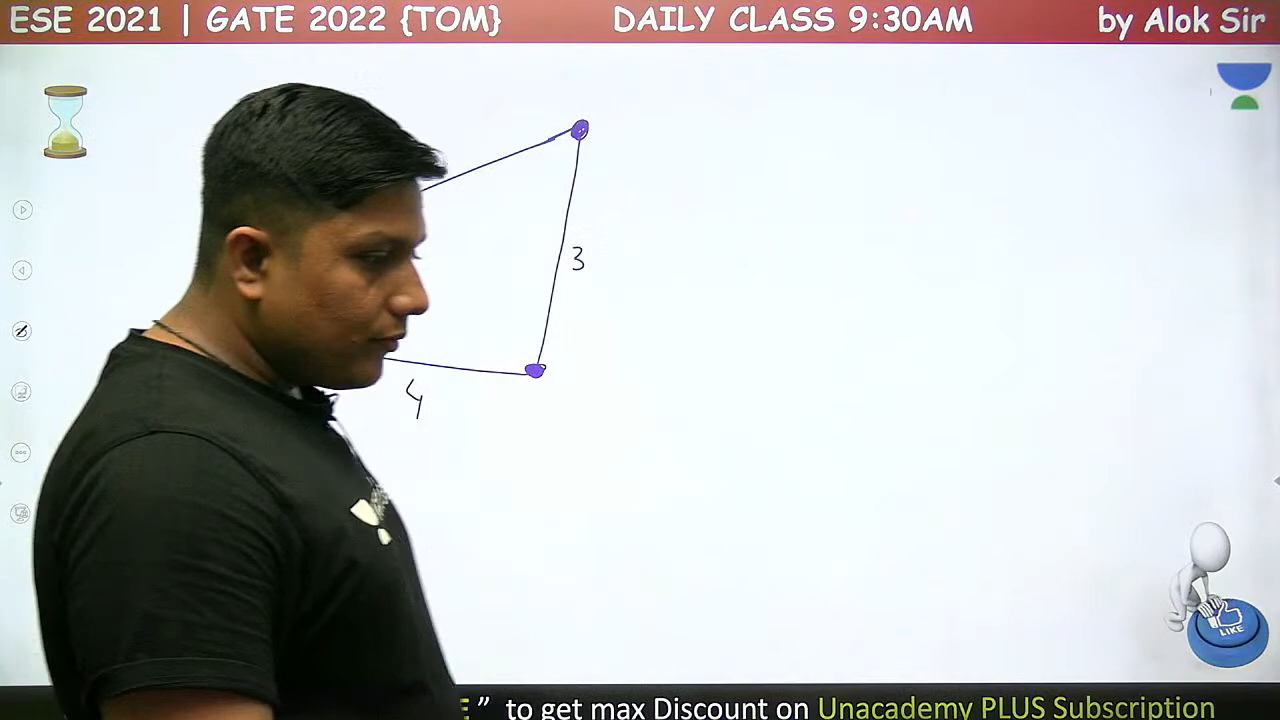 ESE 2021 | GATE 2022 {TOM} DAILY CLASS 9:30AM by Alok Sir
3
4
LIKE
” to get max Discount on Unacademy PLUS Subscription